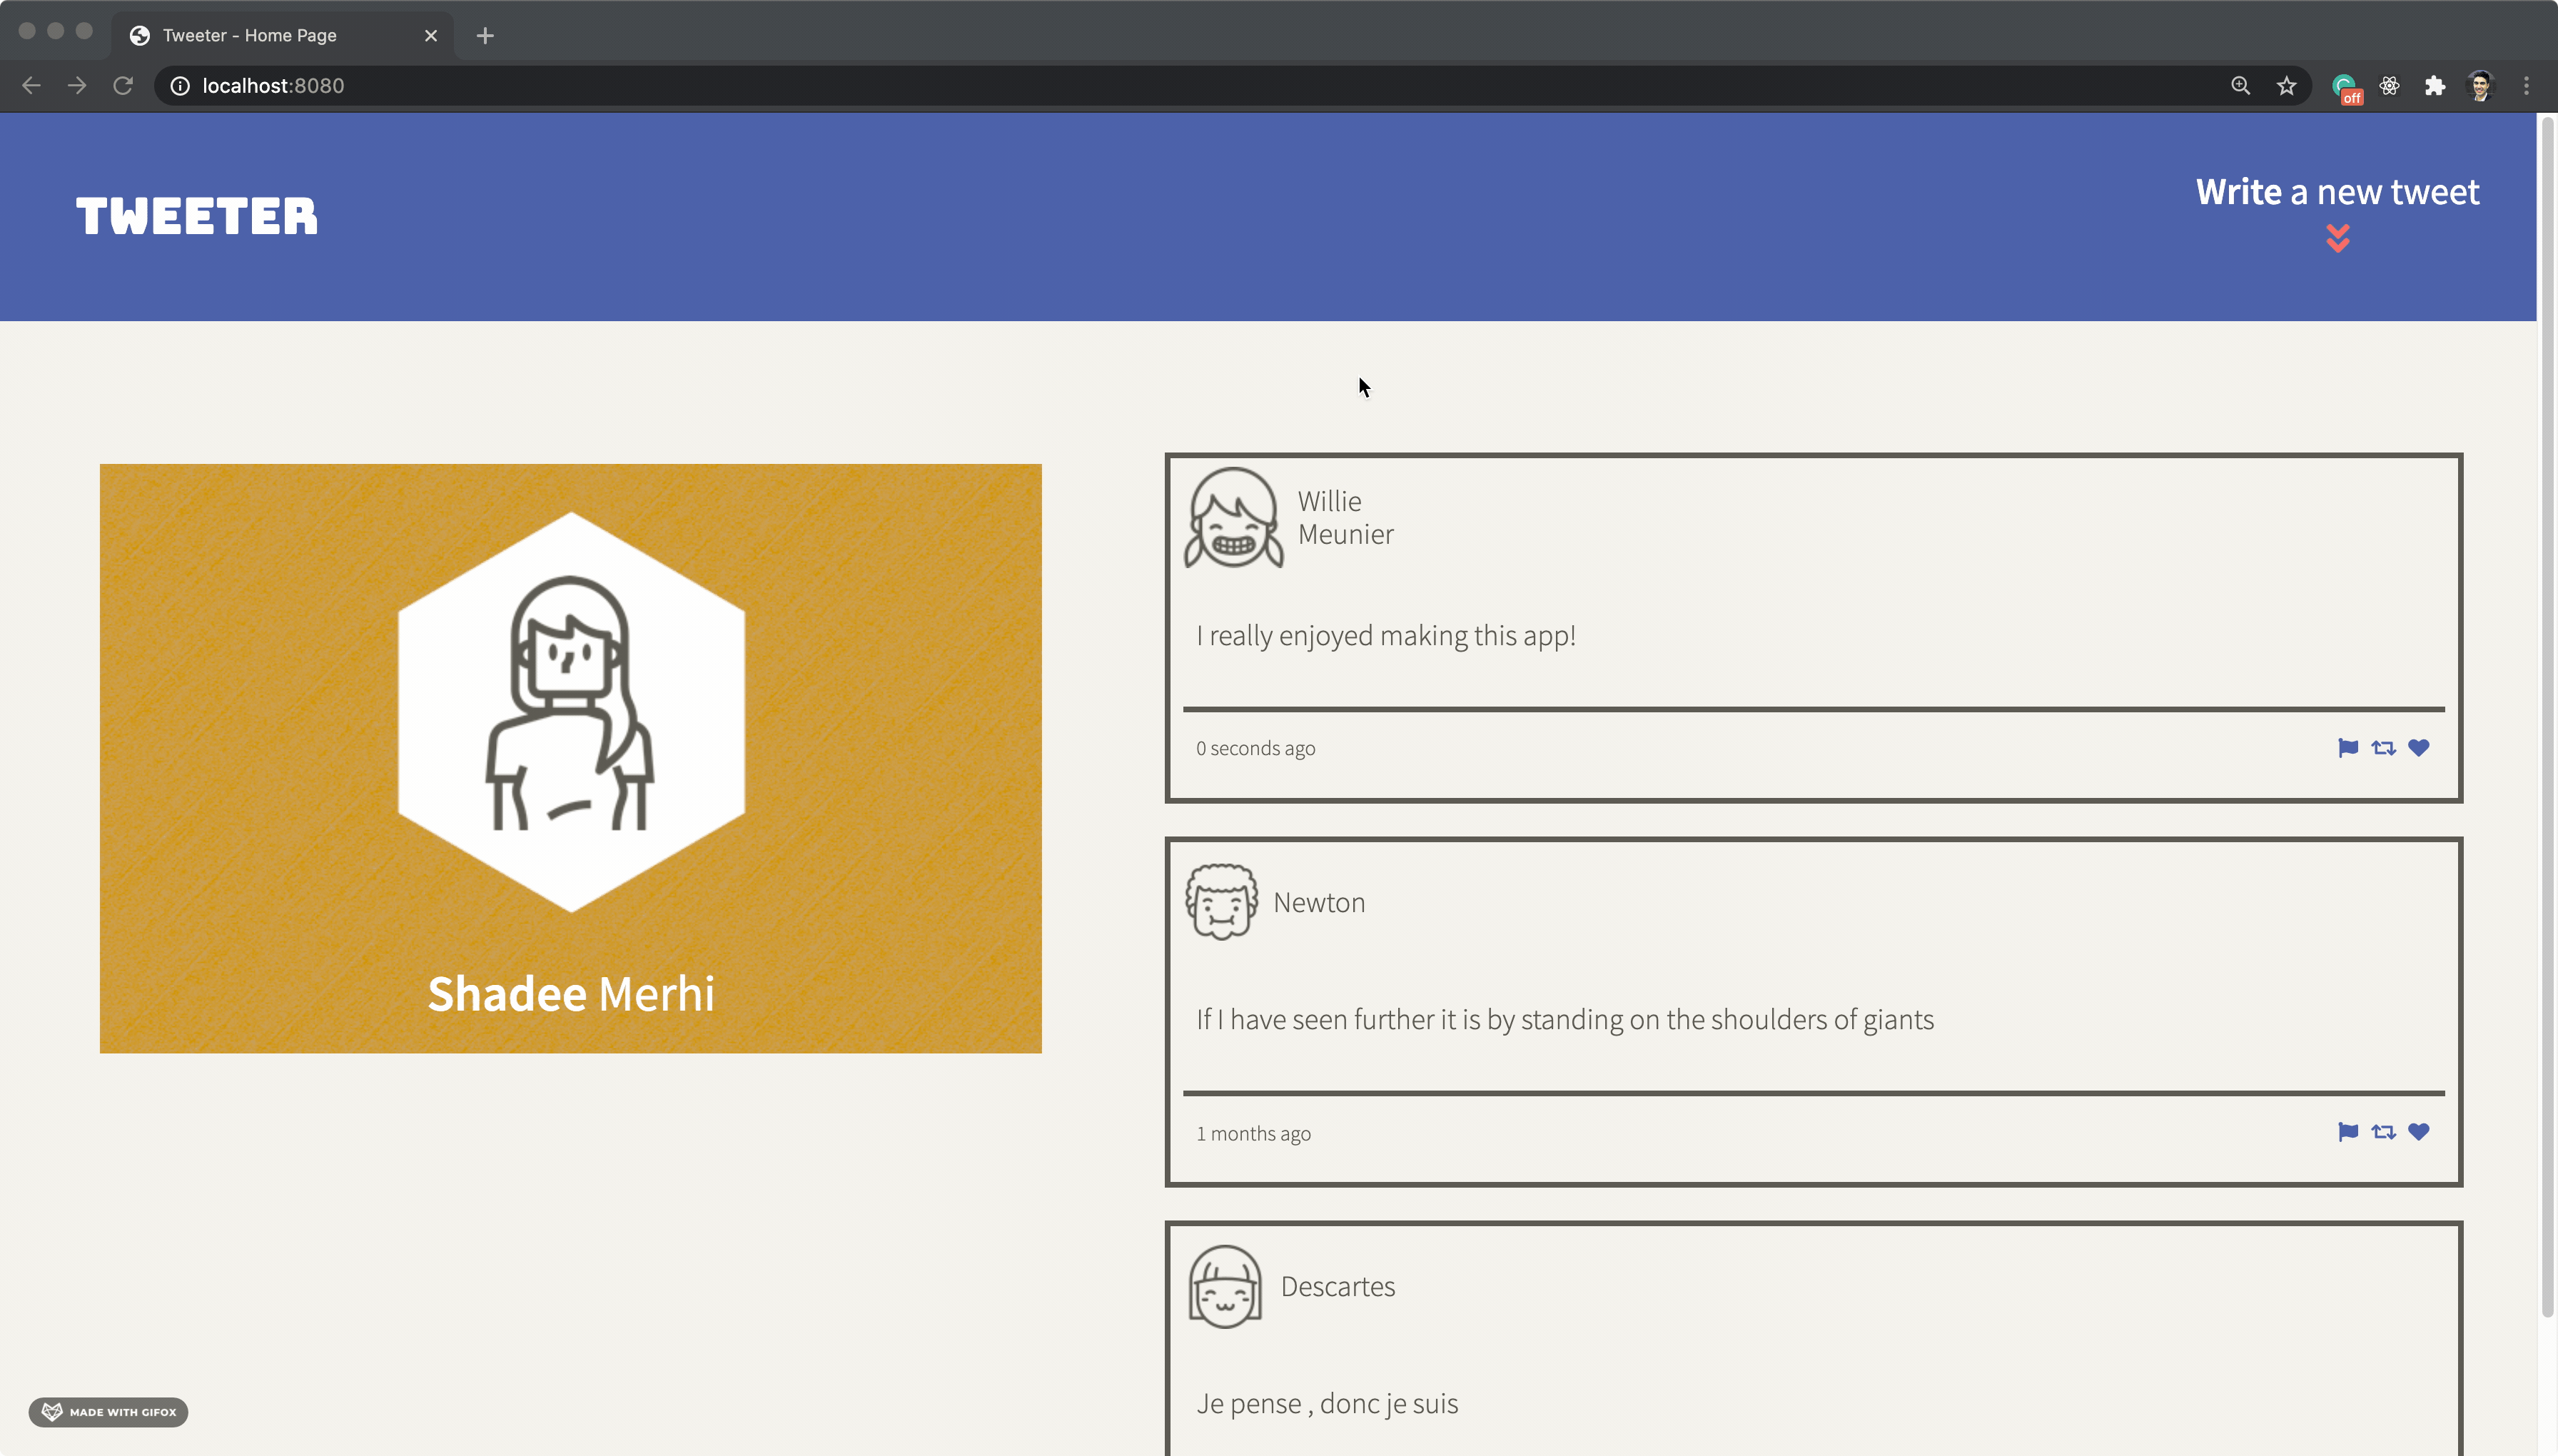 Tweeter - Home Page
localhost:8080
off
TWEETER
Write a new tweet
Shadee Merhi
Willie
Meunier
I really enjoyed making this app!
0 seconds ago
Newton
If I have seen further it is by standing on the shoulders of giants
1 months ago
Descartes
Je pense , donc je suis
MADE WITH GIFOX